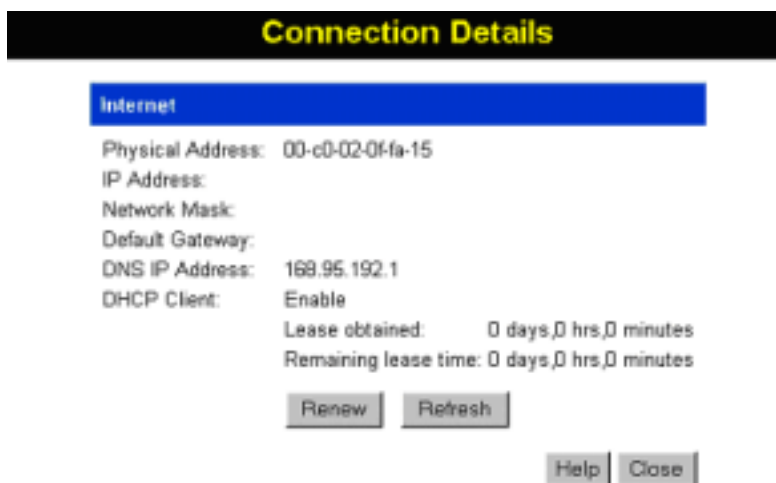 Connection Details
Internet
Physical Address: 00-c0-02-0f-fa-15
IP Address:
Network Mask:
Default Gateway:
DNS IP Address: 168.95.192.1
DHCP Client: Enable
Lease obtained: 0 days,0 hrs,0 minutes
Remaining lease time: 0 days,0 hrs,0 minutes
Renew Refresh
Help Close